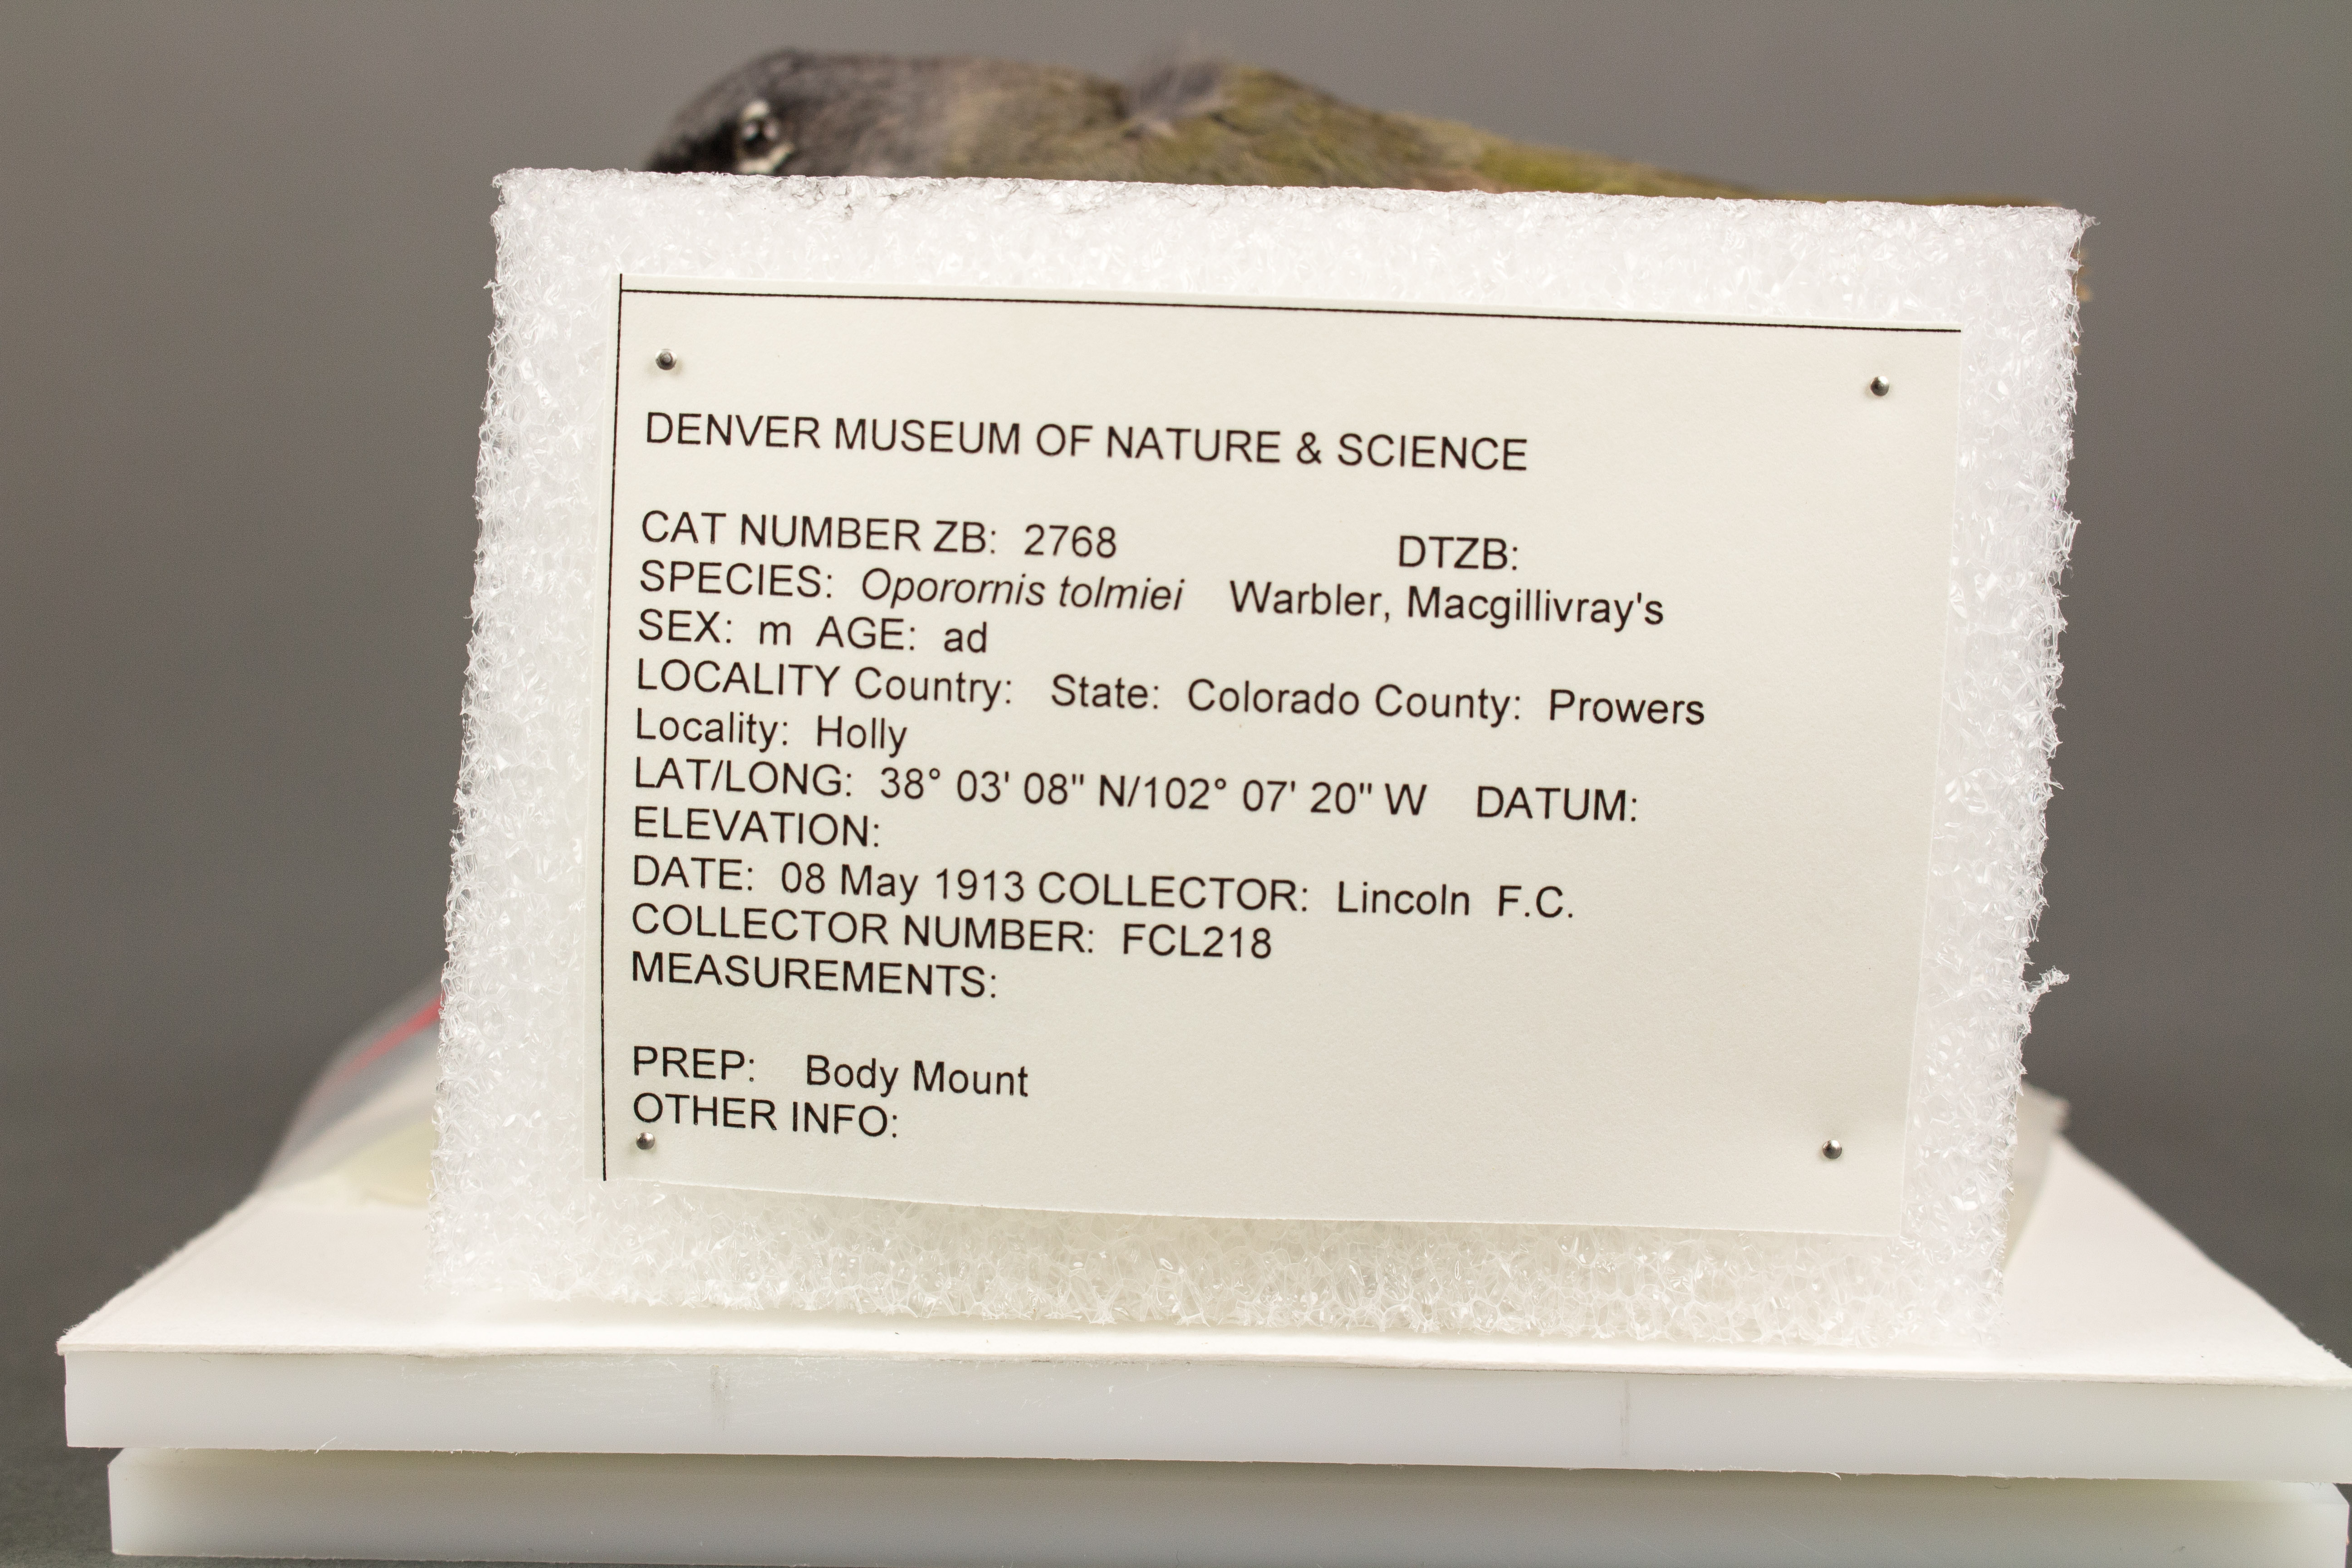 DENVER MUSEUM OF NATURE & SCIENCE
CAT NUMBER ZB: 2768 DTZB:
SPECIES: Oporornis tolmiei Warbler, Macgillivray's
SEX: m AGE: ad
LOCALITY Country: State: Colorado County: Prowers
Locality: Holly
LAT/LONG: 38° 03' 08" N/102° 07' 20" W DATUM:
ELEVATION:
DATE: 08 May 1913 COLLECTOR: Lincoln F.C.
COLLECTOR NUMBER: FCL218
MEASUREMENTS:
PREP: Body Mount
OTHER INFO: